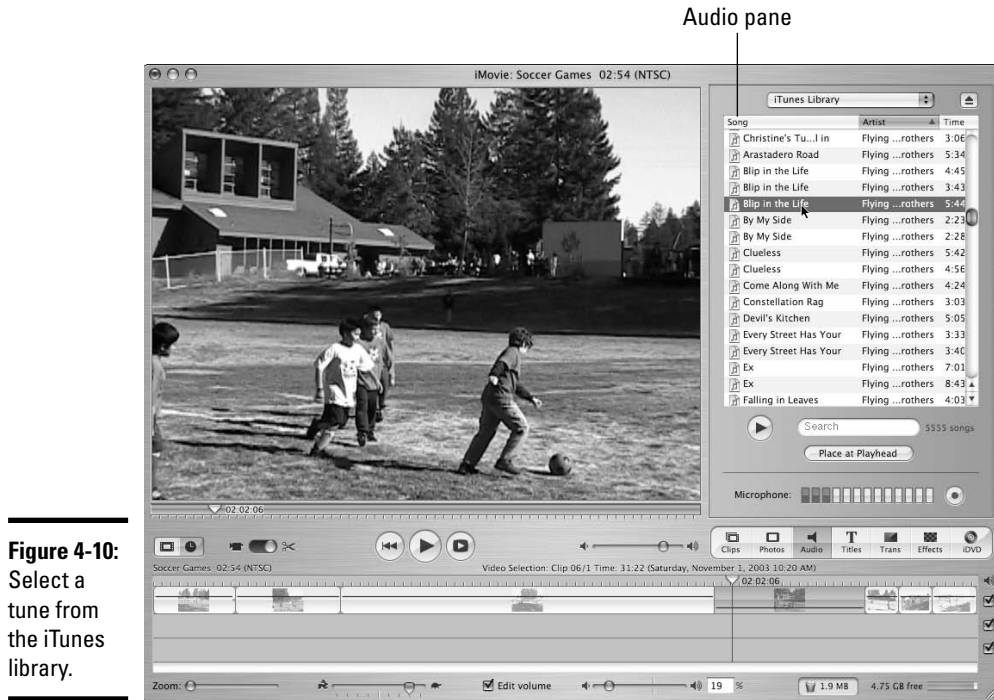 Audio pane
iMovie: Soccer Games 02:54 (NTSC)
iTunes Library
Song Artist Time
Christine's Tu...l in Flying ...rothers 3:06
Arastadero Road Flying ...rothers 5:34
Blip in the Life Flying ...rothers 4:45
Blip in the Life Flying ...rothers 3:43
Blip in the Life Flying ...rothers 5:44
By My Side Flying ...rothers 2:23
By My Side Flying ...rothers 2:28
Clueless Flying ...rothers 5:42
Clueless Flying ...rothers 4:56
Come Along With Me Flying ...rothers 4:24
Constellation Rag Flying ...rothers 3:03
Devil's Kitchen Flying ...rothers 5:05
Every Street Has Your Flying ...rothers 3:33
Every Street Has Your Flying ...rothers 3:40
Ex Flying ...rothers 7:01
Ex Flying ...rothers 8:43
Falling in Leaves Flying ...rothers 4:03
Search 5555 songs
Place at Playhead
Microphone:
02:02:06
Clips Photos Audio Titles Trans Effects iDVD
Soccer Games 02:54 (NTSC) Video Selection: Clip 06/1 Time: 31:22 (Saturday, November 1, 2003 10:20 AM)
02:02:06
Zoom: Edit volume 19 % 1.9 MB 4.75 GB free
Figure 4-10:
Select a
tune from
the iTunes
library.